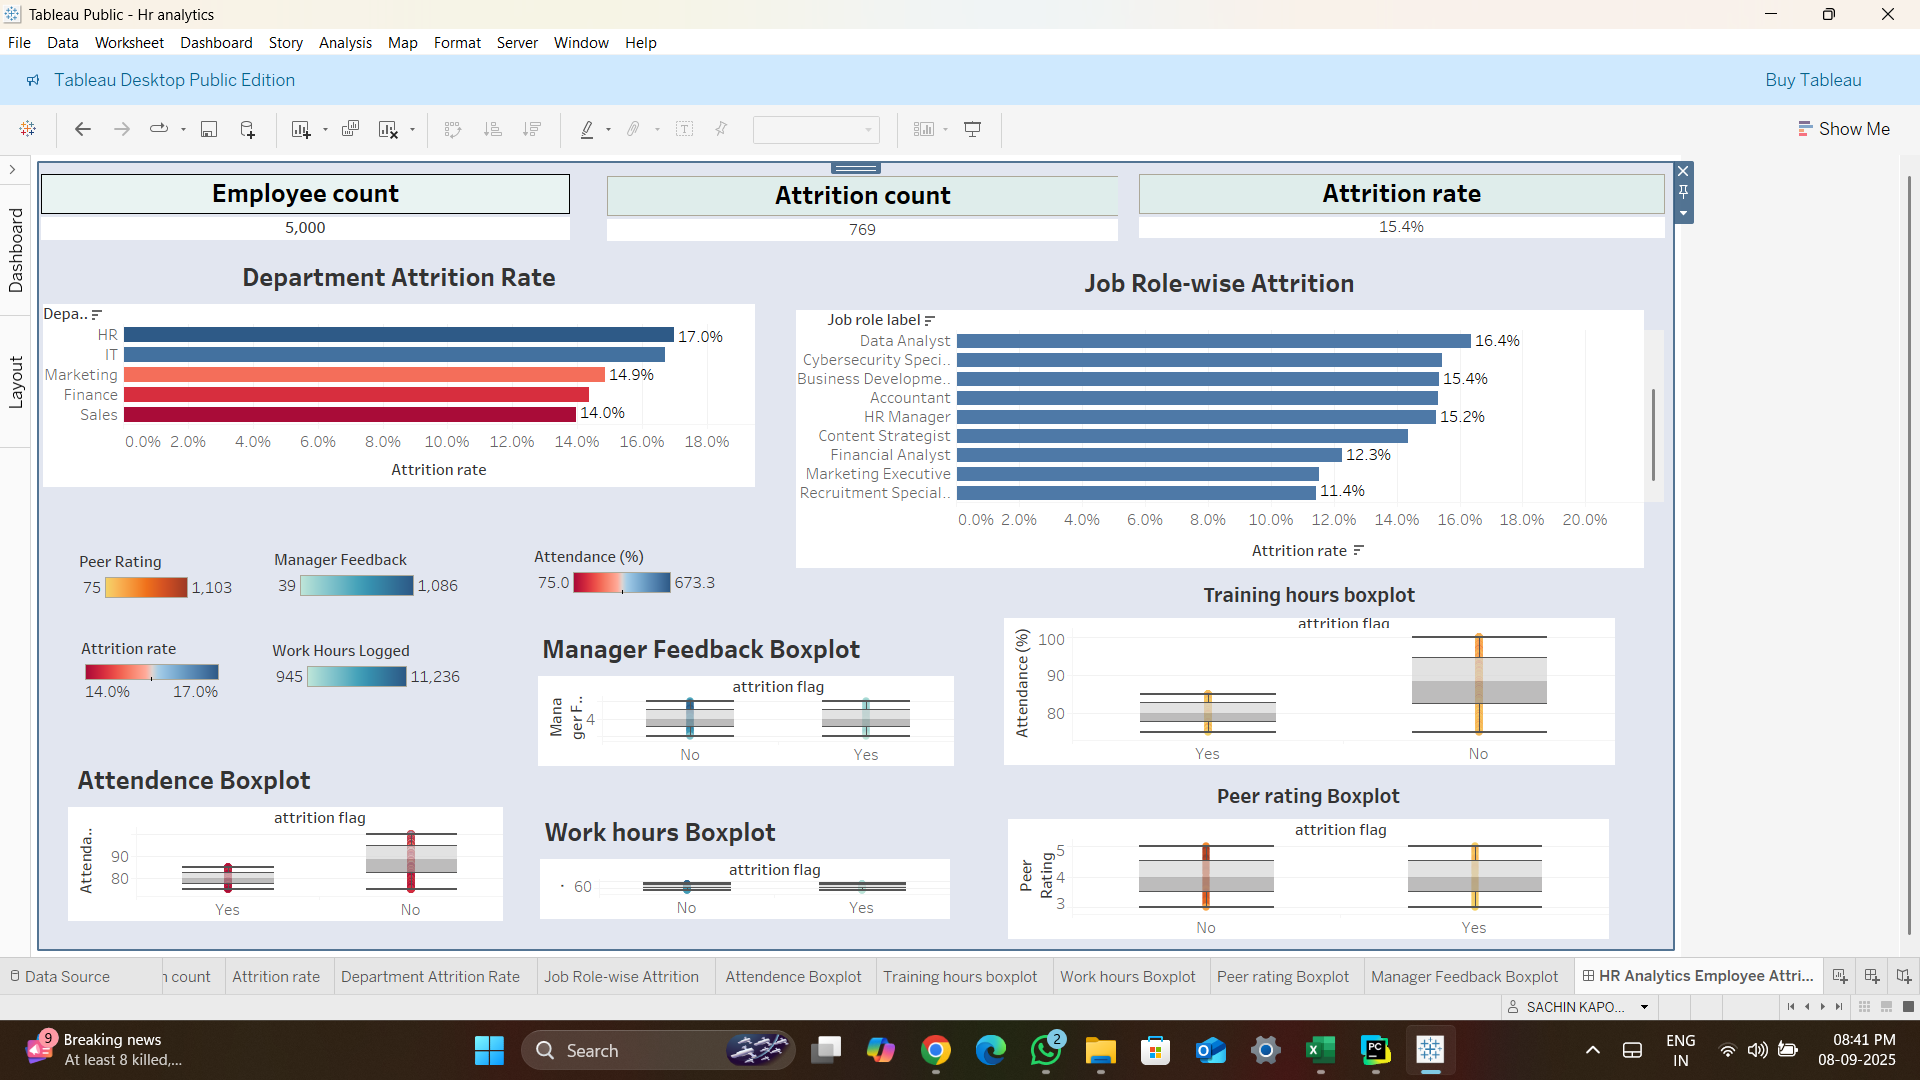 Tableau Public - Hr analytics
File Data Worksheet Dashboard Story Analysis Map Format Server Window Help
Tableau Desktop Public Edition
Buy Tableau
Show Me
Dashboard
Layout
Employee count
5,000
Attrition count
769
Attrition rate
15.4%
Department Attrition Rate
Depa..
HR 17.0%
IT
Marketing 14.9%
Finance
Sales 14.0%
0.0% 2.0% 4.0% 6.0% 8.0% 10.0% 12.0% 14.0% 16.0% 18.0%
Attrition rate
Job Role-wise Attrition
Job role label
Data Analyst 16.4%
Cybersecurity Speci..
Business Developme.. 15.4%
Accountant
HR Manager 15.2%
Content Strategist
Financial Analyst 12.3%
Marketing Executive
Recruitment Special.. 11.4%
0.0% 2.0% 4.0% 6.0% 8.0% 10.0% 12.0% 14.0% 16.0% 18.0% 20.0%
Attrition rate
Peer Rating
75 1,103
Manager Feedback
39 1,086
Attendance (%)
75.0 673.3
Attrition rate
14.0% 17.0%
Work Hours Logged
945 11,236
Manager Feedback Boxplot
attrition flag
Mana
ger F..
4
No Yes
Training hours boxplot
attrition flag
Attendance (%)
100
90
80
Yes No
Attendence Boxplot
attrition flag
Attenda..
90
80
Yes No
Work hours Boxplot
attrition flag
60
No Yes
Peer rating Boxplot
attrition flag
Peer
Rating
5
4
3
No Yes
Data Source
n count
Attrition rate
Department Attrition Rate
Job Role-wise Attrition
Attendence Boxplot
Training hours boxplot
Work hours Boxplot
Peer rating Boxplot
Manager Feedback Boxplot
HR Analytics Employee Attri...
SACHIN KAPO...
9
Breaking news
At least 8 killed,...
Search
2
PC
ENG
IN
08:41 PM
08-09-2025